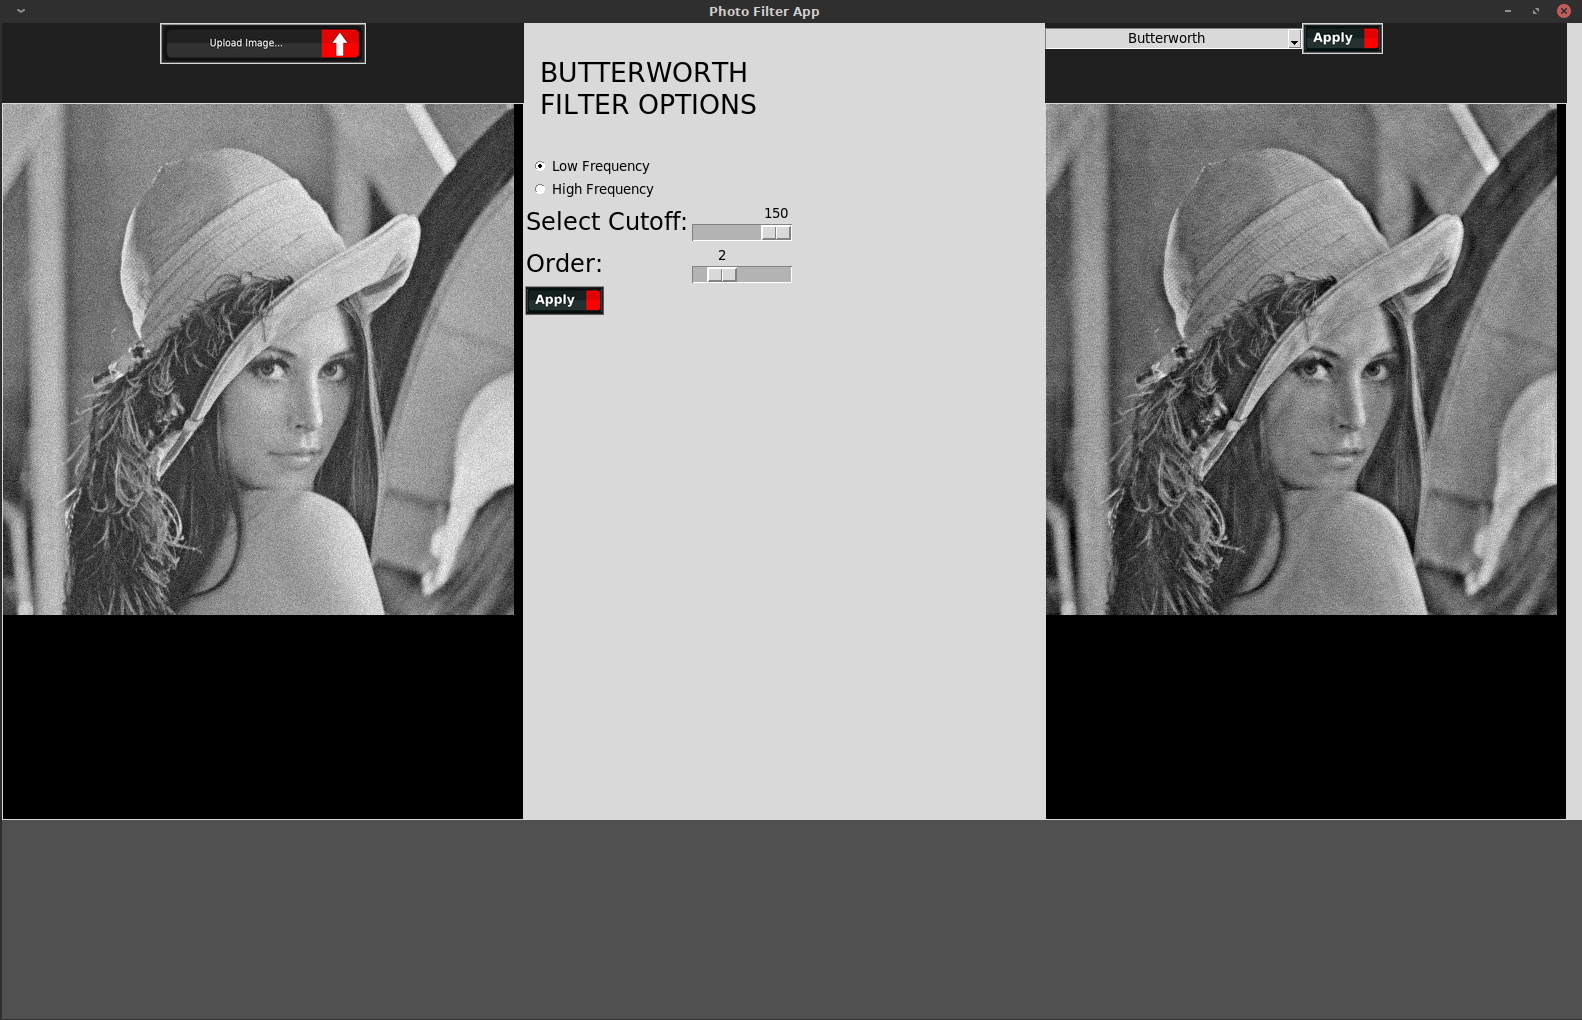 Photo Filter App
Upload Image...
BUTTERWORTH
FILTER OPTIONS
Low Frequency
High Frequency
Select Cutoff:
150
Order:
2
Apply
Butterworth
Apply